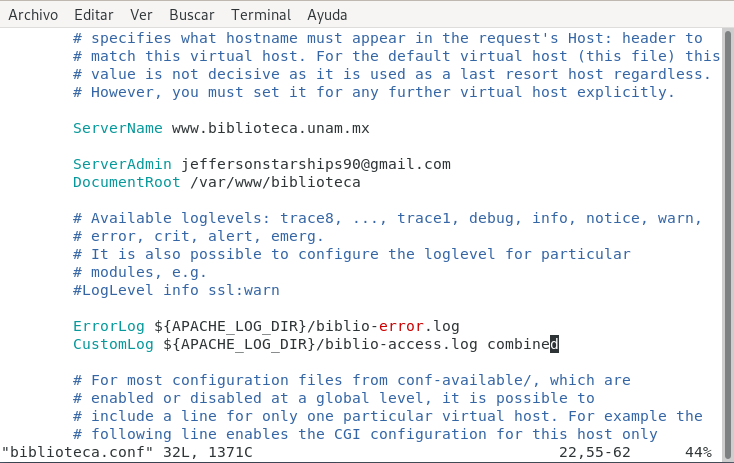 Archivo Editar Ver Buscar Terminal Ayuda
# specifies what hostname must appear in the request's Host: header to
# match this virtual host. For the default virtual host (this file) this
# value is not decisive as it is used as a last resort host regardless.
# However, you must set it for any further virtual host explicitly.
ServerName www.biblioteca.unam.mx
ServerAdmin jeffersonstarships90@gmail.com
DocumentRoot /var/www/biblioteca
# Available loglevels: trace8, ..., trace1, debug, info, notice, warn,
# error, crit, alert, emerg.
# It is also possible to configure the loglevel for particular
# modules, e.g.
#LogLevel info ssl:warn
ErrorLog ${APACHE_LOG_DIR}/biblio-error.log
CustomLog ${APACHE_LOG_DIR}/biblio-access.log combined
# For most configuration files from conf-available/, which are
# enabled or disabled at a global level, it is possible to
# include a line for only one particular virtual host. For example the
# following line enables the CGI configuration for this host only
"biblioteca.conf" 32L, 1371C 22,55-62 44%